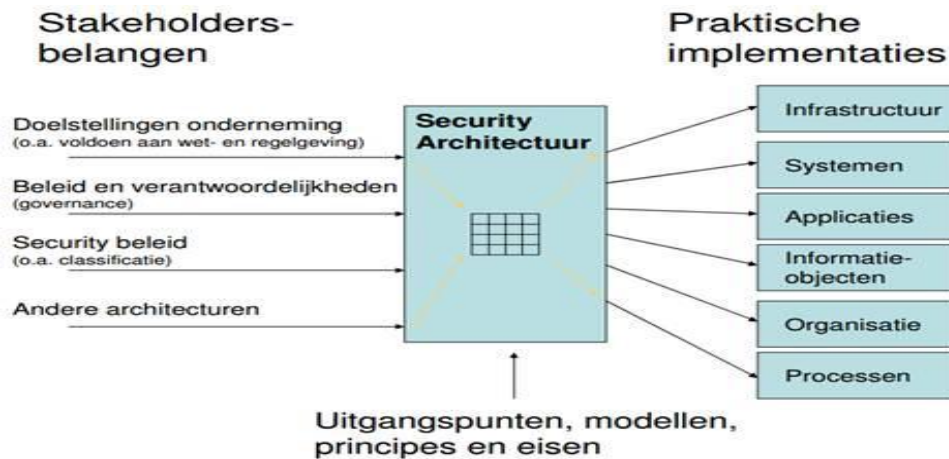 Stakeholders-
belangen
Doelstellingen onderneming
(o.a. voldoen aan wet- en regelgeving)
Beleid en verantwoordelijkheden
(governance)
Security beleid
(o.a. classificatie)
Andere architecturen
Security
Architectuur
Uitgangspunten, modellen,
principes en eisen
Praktische
implementaties
Infrastructuur
Systemen
Applicaties
Informatie-
objecten
Organisatie
Processen